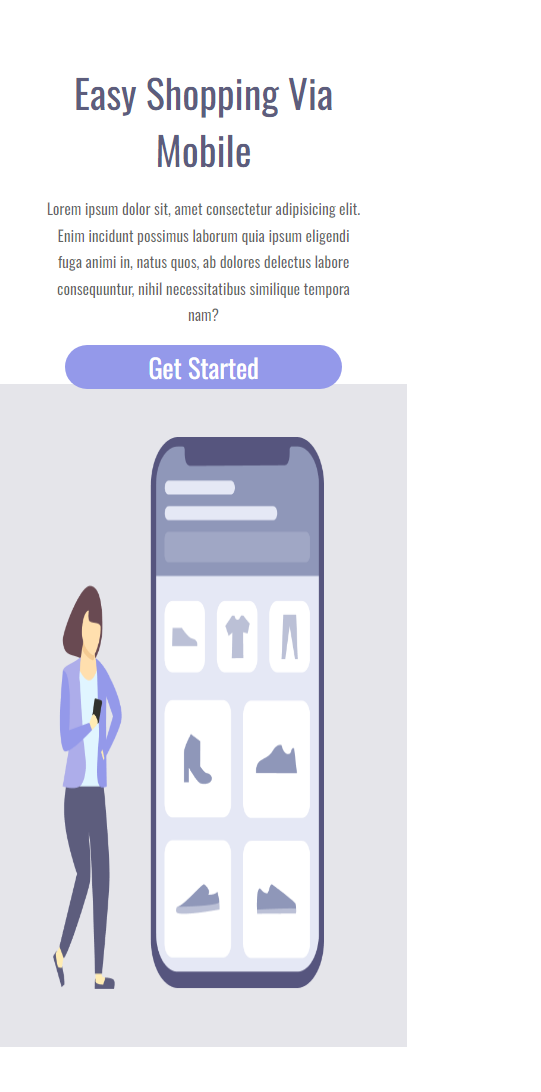 Easy Shopping Via
Mobile
Lorem ipsum dolor sit, amet consectetur adipisicing elit.
Enim incidunt possimus laborum quia ipsum eligendi
fuga animi in, natus quos, ab dolores delectus labore
consequuntur, nihil necessitatibus similique tempora
nam?
Get Started